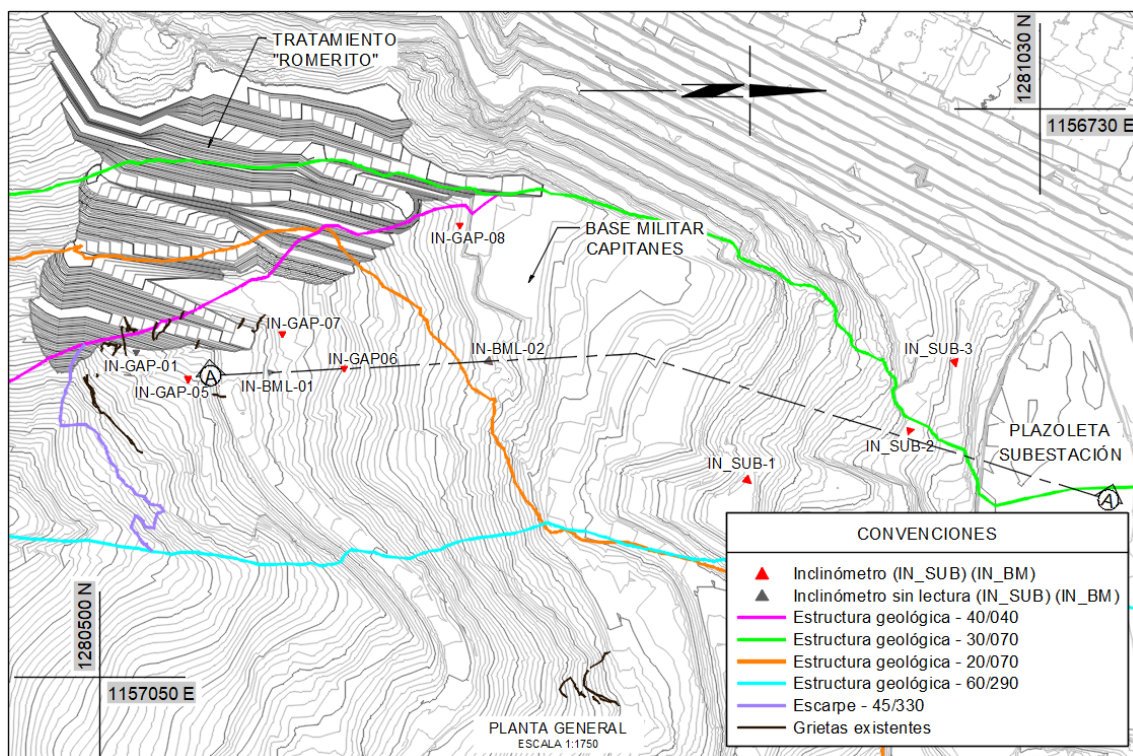 TRATAMIENTO
"ROMERITO"
1281030 N
1156730 E
BASE MILITAR
CAPITANES
IN-GAP-08
IN-GAP-07
IN-BML-02
IN-GAP06
IN-GAP-01
IN-GAP-05
A
IN-BML-01
IN_SUB-3
IN_SUB-2
IN_SUB-1
PLAZOLETA
SUBESTACIÓN
A
1280500 N
1157050 E
PLANTA GENERAL
ESCALA 1:1750
CONVENCIONES
Inclinómetro (IN_SUB) (IN_BM)
Inclinómetro sin lectura (IN_SUB) (IN_BM)
Estructura geológica - 40/040
Estructura geológica - 30/070
Estructura geológica - 20/070
Estructura geológica - 60/290
Escarpe - 45/330
Grietas existentes